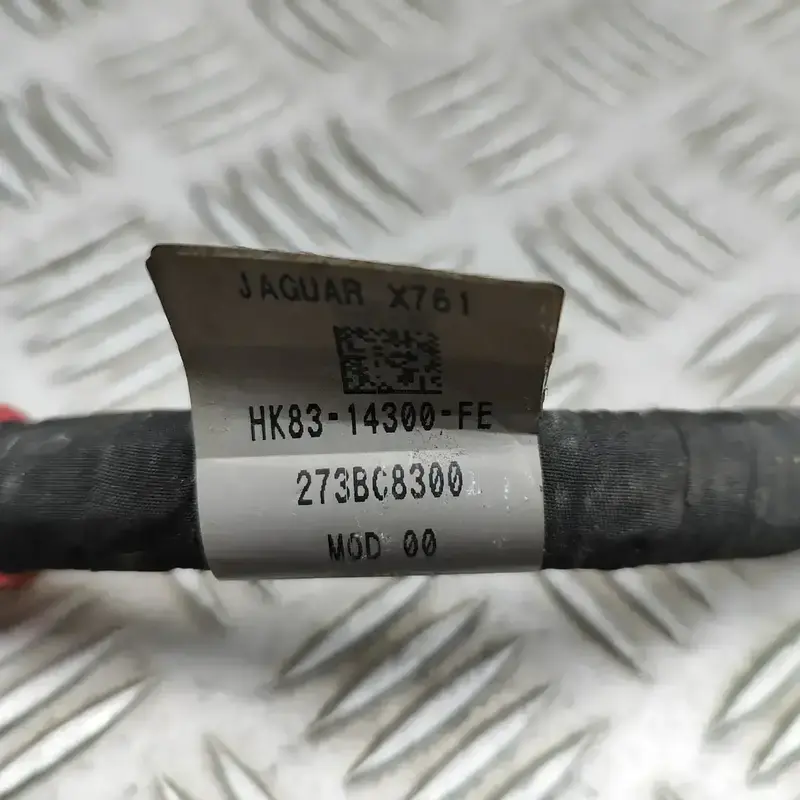 JAGUAR X761
HK83-14300-FE
273BC8300
MOD 00